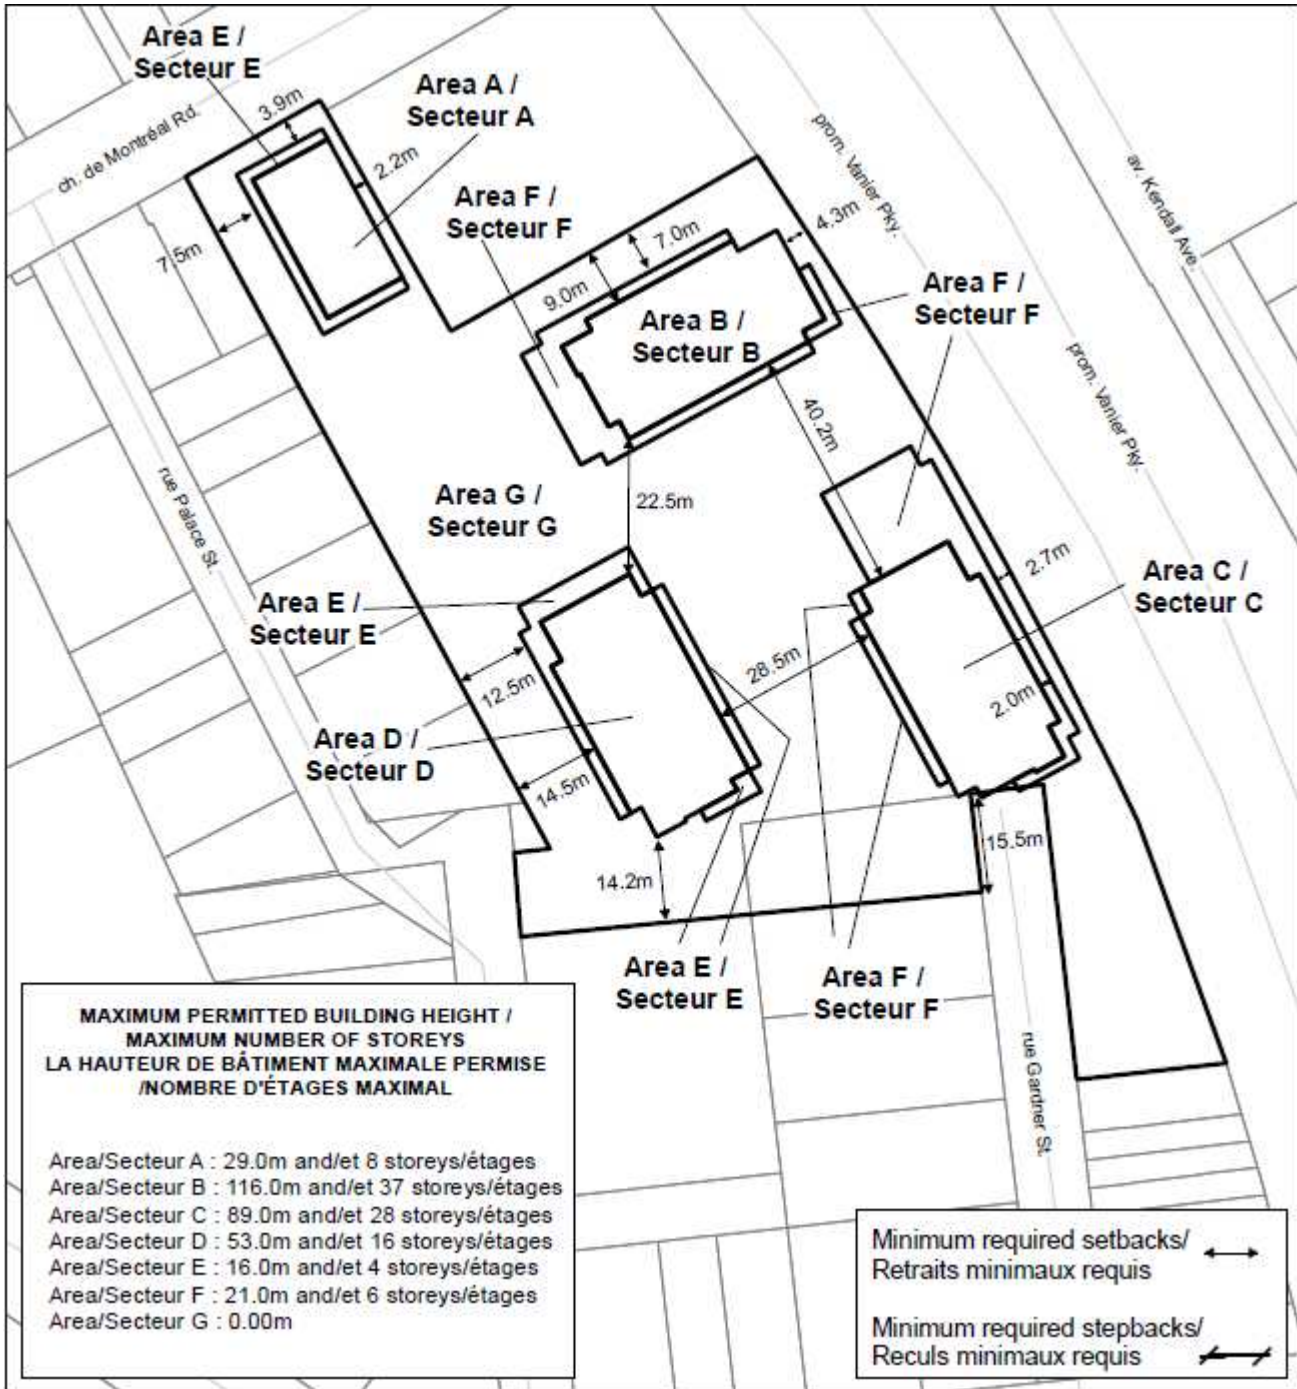 Area E /
Secteur E
Area A /
Secteur A
3.9m
ch. de Montréal Rd.
2.2m
prom. Vanier Pky.
av. Kendall Ave.
Area F /
Secteur F
7.5m
7.0m
4.3m
9.0m
Area F /
Secteur F
Area B /
Secteur B
prom. Vanier Pky.
40.2m
rue Palace St.
Area G /
Secteur G
22.5m
2.7m
Area C /
Secteur C
Area E /
Secteur E
28.5m
12.5m
2.0m
Area D /
Secteur D
14.5m
15.5m
14.2m
Area E /
Secteur E
Area F /
Secteur F
rue Gardner St.
MAXIMUM PERMITTED BUILDING HEIGHT /
MAXIMUM NUMBER OF STOREYS
LA HAUTEUR DE BÂTIMENT MAXIMALE PERMISE
/NOMBRE D'ÉTAGES MAXIMAL
Area/Secteur A : 29.0m and/et 8 storeys/étages
Area/Secteur B : 116.0m and/et 37 storeys/étages
Area/Secteur C : 89.0m and/et 28 storeys/étages
Area/Secteur D : 53.0m and/et 16 storeys/étages
Area/Secteur E : 16.0m and/et 4 storeys/étages
Area/Secteur F : 21.0m and/et 6 storeys/étages
Area/Secteur G : 0.00m
Minimum required setbacks/
Retraits minimaux requis
Minimum required stepbacks/
Reculs minimaux requis